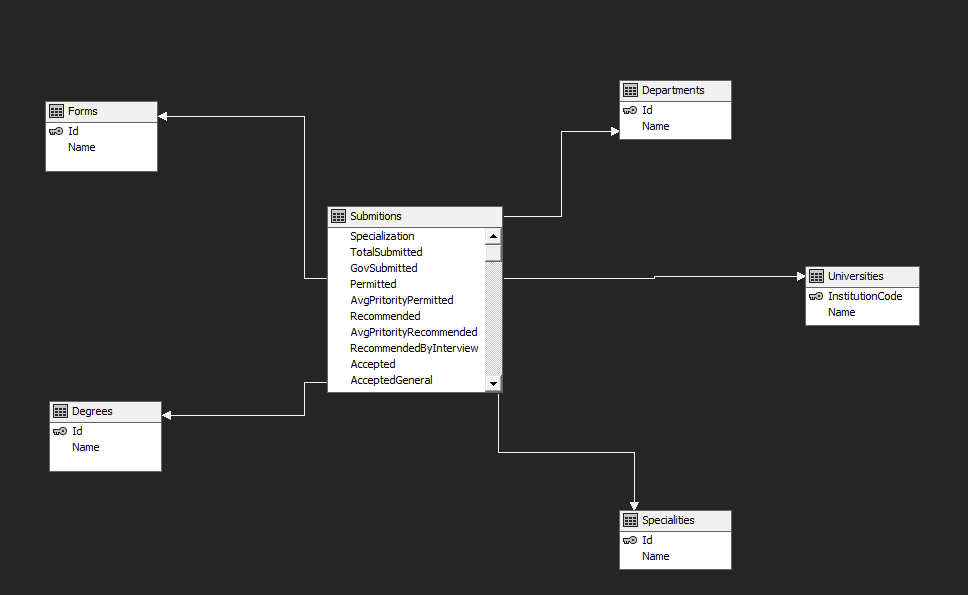 Forms
Id
Name
Departments
Id
Name
Submitions
Specialization
TotalSubmitted
GovSubmitted
Permitted
AvgPritorityPermitted
Recommended
AvgPritorityRecommended
RecommendedByInterview
Accepted
AcceptedGeneral
Universities
InstitutionCode
Name
Degrees
Id
Name
Specialities
Id
Name